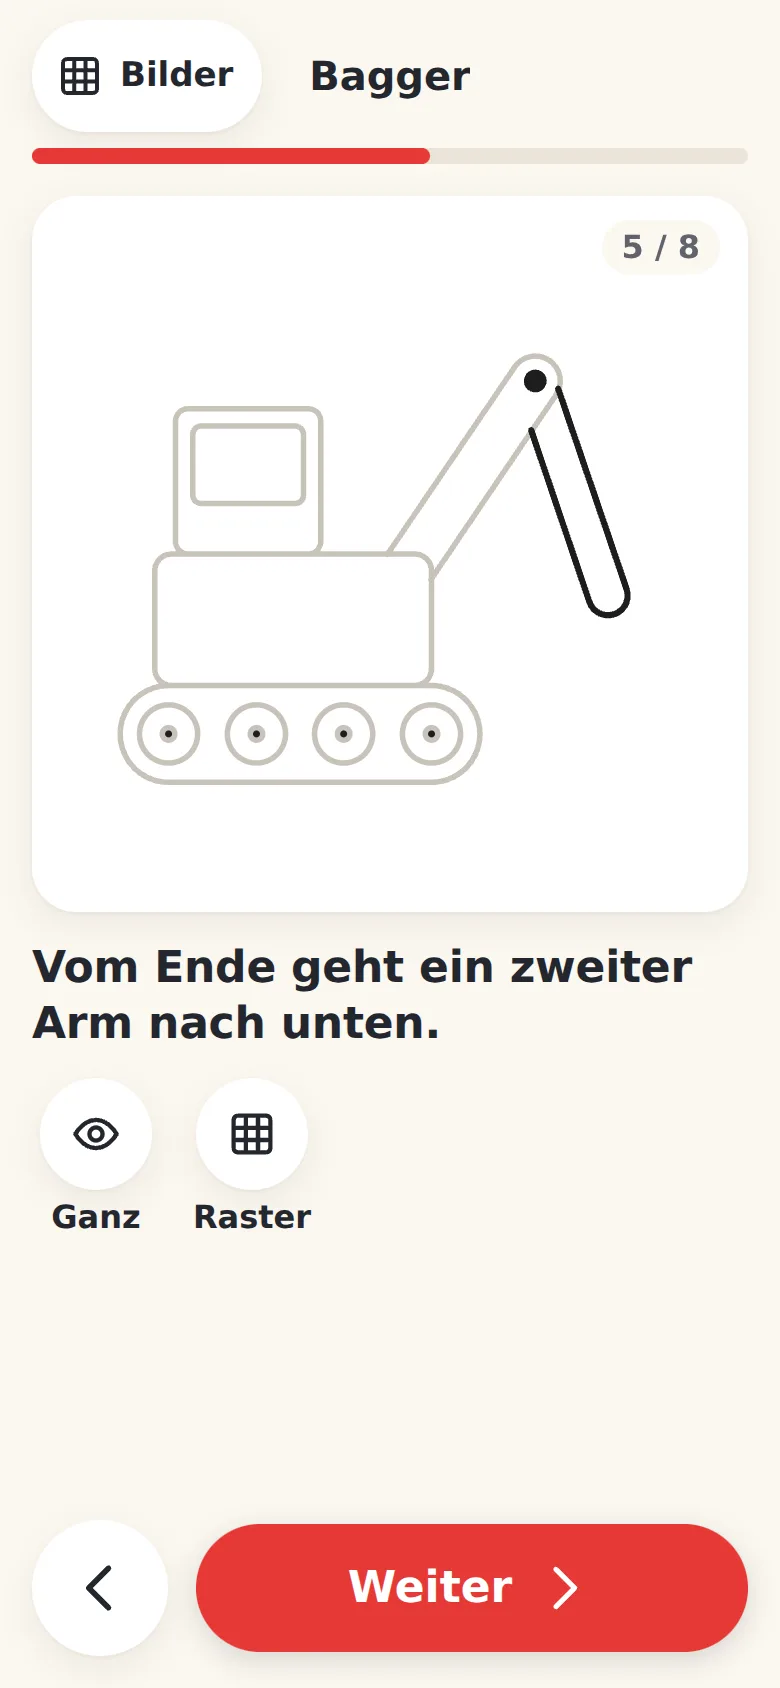 Bilder
Bagger
5 / 8
Vom Ende geht ein zweiter
Arm nach unten.
Ganz
Raster
Weiter